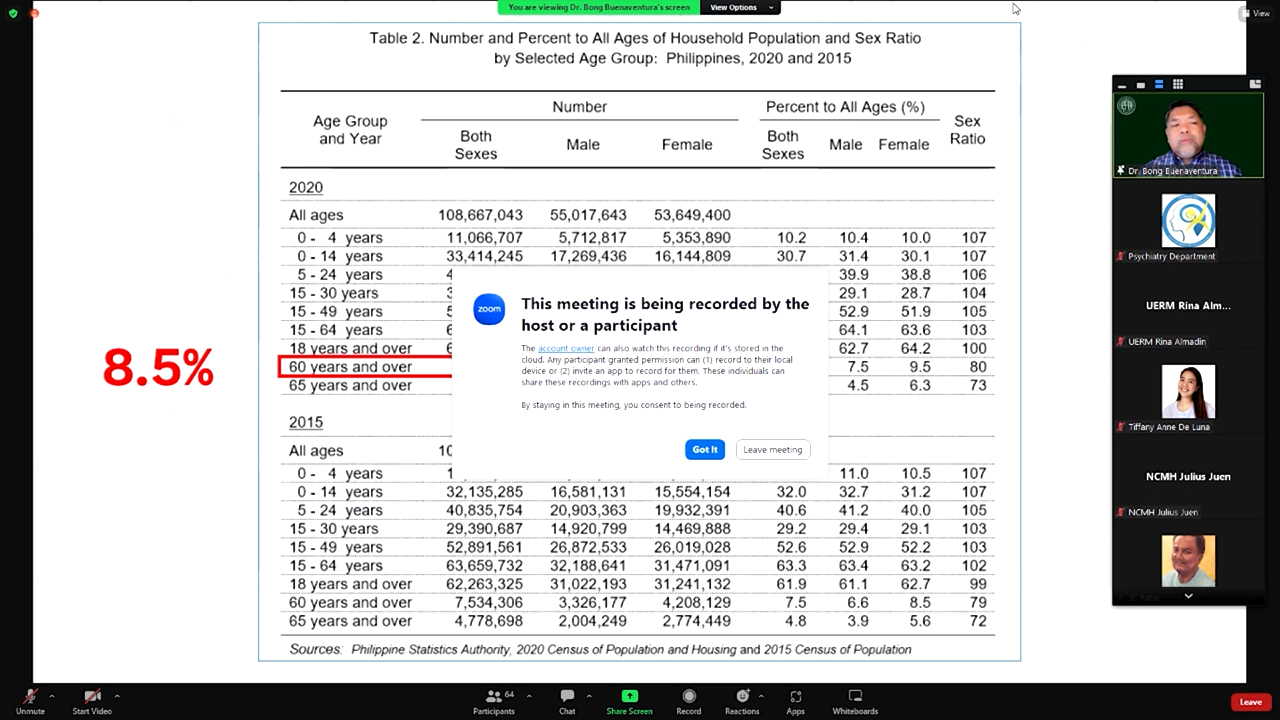 You are viewing Dr. Bong Buenaventura's screen
View Options
View
Table 2. Number and Percent to All Ages of Household Population and Sex Ratio
by Selected Age Group: Philippines, 2020 and 2015
Age Group and Year
Number
Percent to All Ages (%)
Sex Ratio
Both Sexes Male Female Both Sexes Male Female
2020
All ages 108,667,043 55,017,643 53,649,400
0 - 4 years 11,066,707 5,712,817 5,353,890 10.2 10.4 10.0 107
0 - 14 years 33,414,245 17,269,436 16,144,809 30.7 31.4 30.1 107
5 - 24 years 4 39.9 38.8 106
15 - 30 years 29.1 28.7 104
15 - 49 years 52.9 51.9 105
15 - 64 years 64.1 63.6 103
18 years and over 62.7 64.2 100
60 years and over 7.5 9.5 80
65 years and over 4.5 6.3 73
8.5%
2015
All ages 10
0 - 4 years 1 11.0 10.5 107
0 - 14 years 32,135,285 16,581,131 15,554,154 32.0 32.7 31.2 107
5 - 24 years 40,835,754 20,903,363 19,932,391 40.6 41.2 40.0 105
15 - 30 years 29,390,687 14,920,799 14,469,888 29.2 29.4 29.1 103
15 - 49 years 52,891,561 26,872,533 26,019,028 52.6 52.9 52.2 103
15 - 64 years 63,659,732 32,188,641 31,471,091 63.3 63.4 63.2 102
18 years and over 62,263,325 31,022,193 31,241,132 61.9 61.1 62.7 99
60 years and over 7,534,306 3,326,177 4,208,129 7.5 6.6 8.5 79
65 years and over 4,778,698 2,004,249 2,774,449 4.8 3.9 5.6 72
Sources: Philippine Statistics Authority, 2020 Census of Population and Housing and 2015 Census of Population
zoom
This meeting is being recorded by the
host or a participant
The account owner can also watch this recording if it's stored in the
cloud. Any participant granted permission can (1) record to their local
device or (2) invite an app to record for them. These individuals can
share these recordings with apps and others.
By staying in this meeting, you consent to being recorded.
Got It
Leave meeting
Dr. Bong Buenaventura
Psychiatry Department
UERM Rina Alm...
UERM Rina Almadin
Tiffany Anne De Luna
NCMH Julius Juen
NCMH Julius Juen
Unmute
Start Video
64
Participants
Chat
Share Screen
Record
Reactions
Apps
Whiteboards
Leave